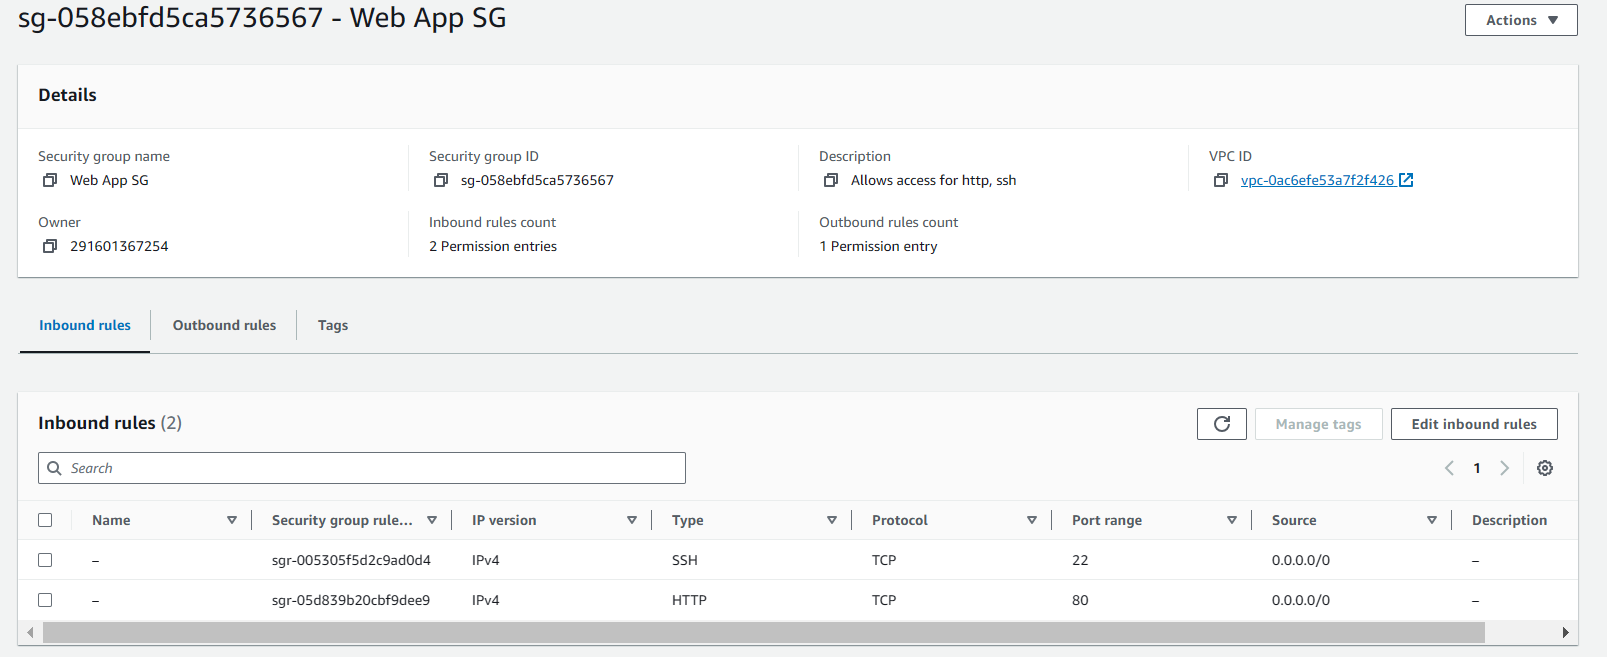 sg-058ebfd5ca5736567 - Web App SG
Actions
Details
Security group name Security group ID Description VPC ID
Web App SG sg-058ebfd5ca5736567 Allows access for http, ssh vpc-0ac6efe53a7f2f426
Owner Inbound rules count Outbound rules count
291601367254 2 Permission entries 1 Permission entry
Inbound rules Outbound rules Tags
Inbound rules (2)
Manage tags Edit inbound rules
Search
1
Name Security group rule... IP version Type Protocol Port range Source Description
– sgr-005305f5d2c9ad0d4 IPv4 SSH TCP 22 0.0.0.0/0 –
– sgr-05d839b20cbf9dee9 IPv4 HTTP TCP 80 0.0.0.0/0 –